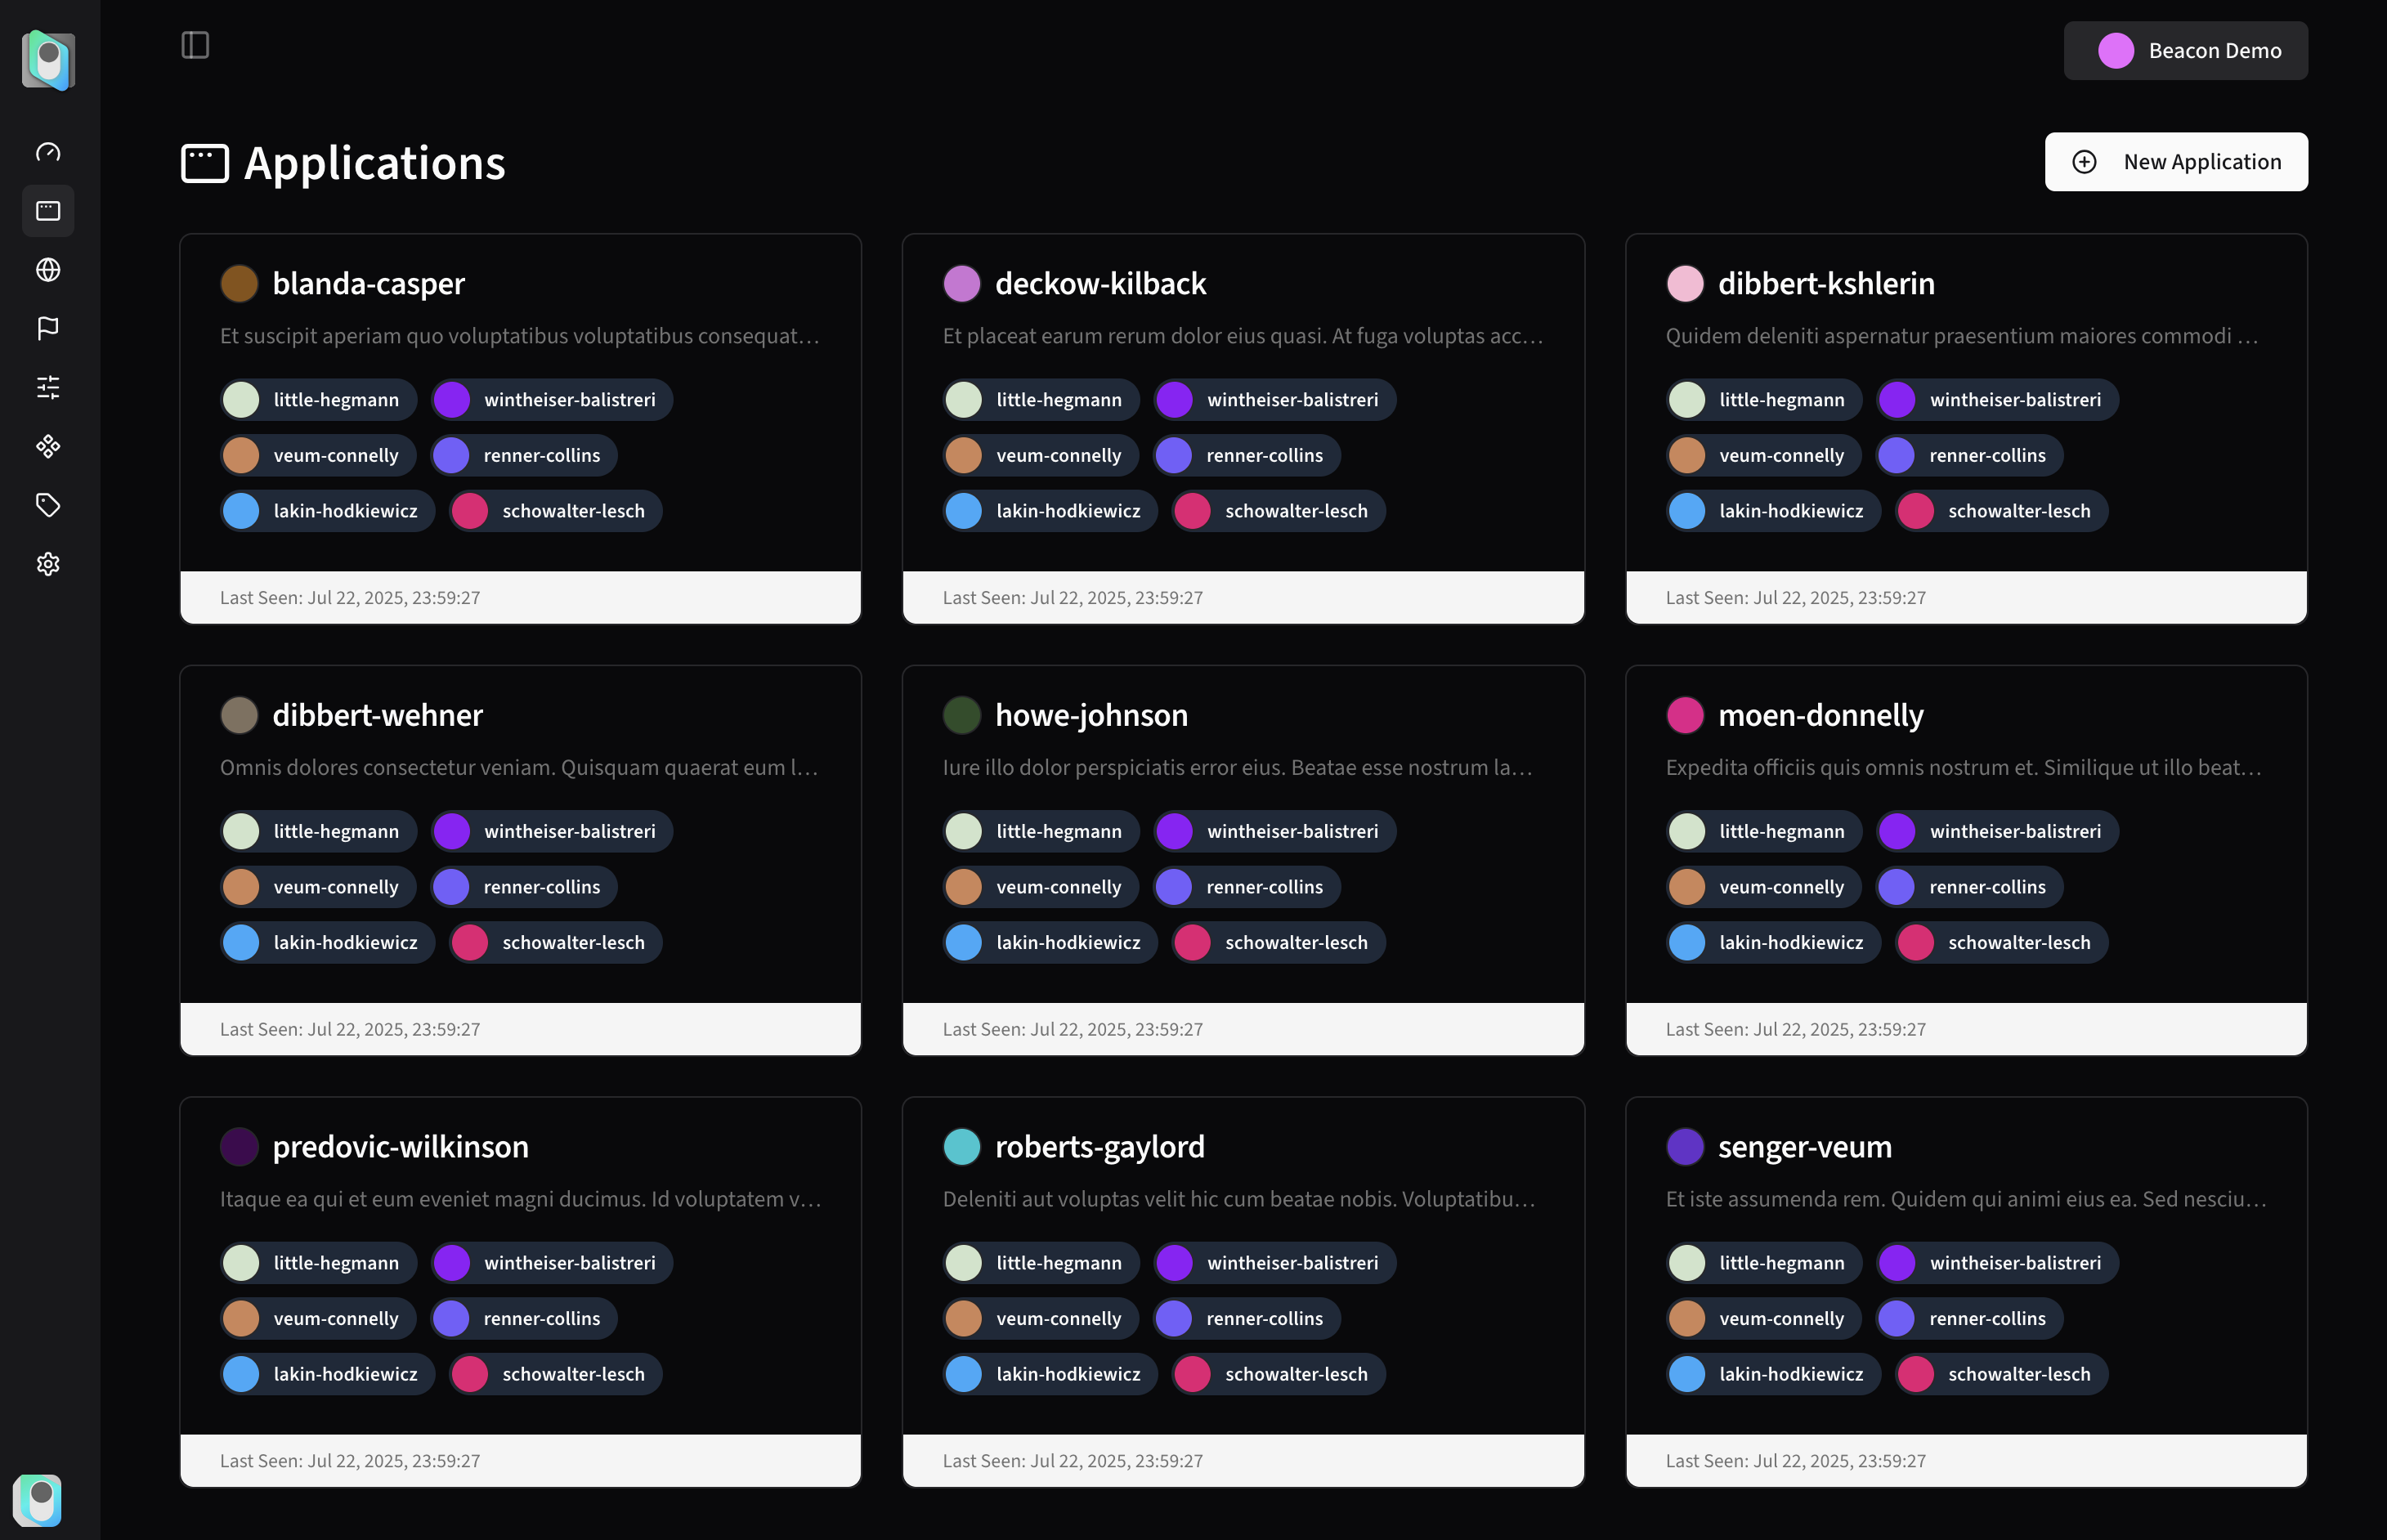 Beacon Demo
Applications
New Application
blanda-casper
Et suscipit aperiam quo voluptatibus voluptatibus consequat…
little-hegmann
wintheiser-balistreri
veum-connelly
renner-collins
lakin-hodkiewicz
schowalter-lesch
Last Seen: Jul 22, 2025, 23:59:27
deckow-kilback
Et placeat earum rerum dolor eius quasi. At fuga voluptas acc…
little-hegmann
wintheiser-balistreri
veum-connelly
renner-collins
lakin-hodkiewicz
schowalter-lesch
Last Seen: Jul 22, 2025, 23:59:27
dibbert-kshlerin
Quidem deleniti aspernatur praesentium maiores commodi …
little-hegmann
wintheiser-balistreri
veum-connelly
renner-collins
lakin-hodkiewicz
schowalter-lesch
Last Seen: Jul 22, 2025, 23:59:27
dibbert-wehner
Omnis dolores consectetur veniam. Quisquam quaerat eum l…
little-hegmann
wintheiser-balistreri
veum-connelly
renner-collins
lakin-hodkiewicz
schowalter-lesch
Last Seen: Jul 22, 2025, 23:59:27
howe-johnson
Iure illo dolor perspiciatis error eius. Beatae esse nostrum la…
little-hegmann
wintheiser-balistreri
veum-connelly
renner-collins
lakin-hodkiewicz
schowalter-lesch
Last Seen: Jul 22, 2025, 23:59:27
moen-donnelly
Expedita officiis quis omnis nostrum et. Similique ut illo beat…
little-hegmann
wintheiser-balistreri
veum-connelly
renner-collins
lakin-hodkiewicz
schowalter-lesch
Last Seen: Jul 22, 2025, 23:59:27
predovic-wilkinson
Itaque ea qui et eum eveniet magni ducimus. Id voluptatem v…
little-hegmann
wintheiser-balistreri
veum-connelly
renner-collins
lakin-hodkiewicz
schowalter-lesch
Last Seen: Jul 22, 2025, 23:59:27
roberts-gaylord
Deleniti aut voluptas velit hic cum beatae nobis. Voluptatibu…
little-hegmann
wintheiser-balistreri
veum-connelly
renner-collins
lakin-hodkiewicz
schowalter-lesch
Last Seen: Jul 22, 2025, 23:59:27
senger-veum
Et iste assumenda rem. Quidem qui animi eius ea. Sed nesciu…
little-hegmann
wintheiser-balistreri
veum-connelly
renner-collins
lakin-hodkiewicz
schowalter-lesch
Last Seen: Jul 22, 2025, 23:59:27